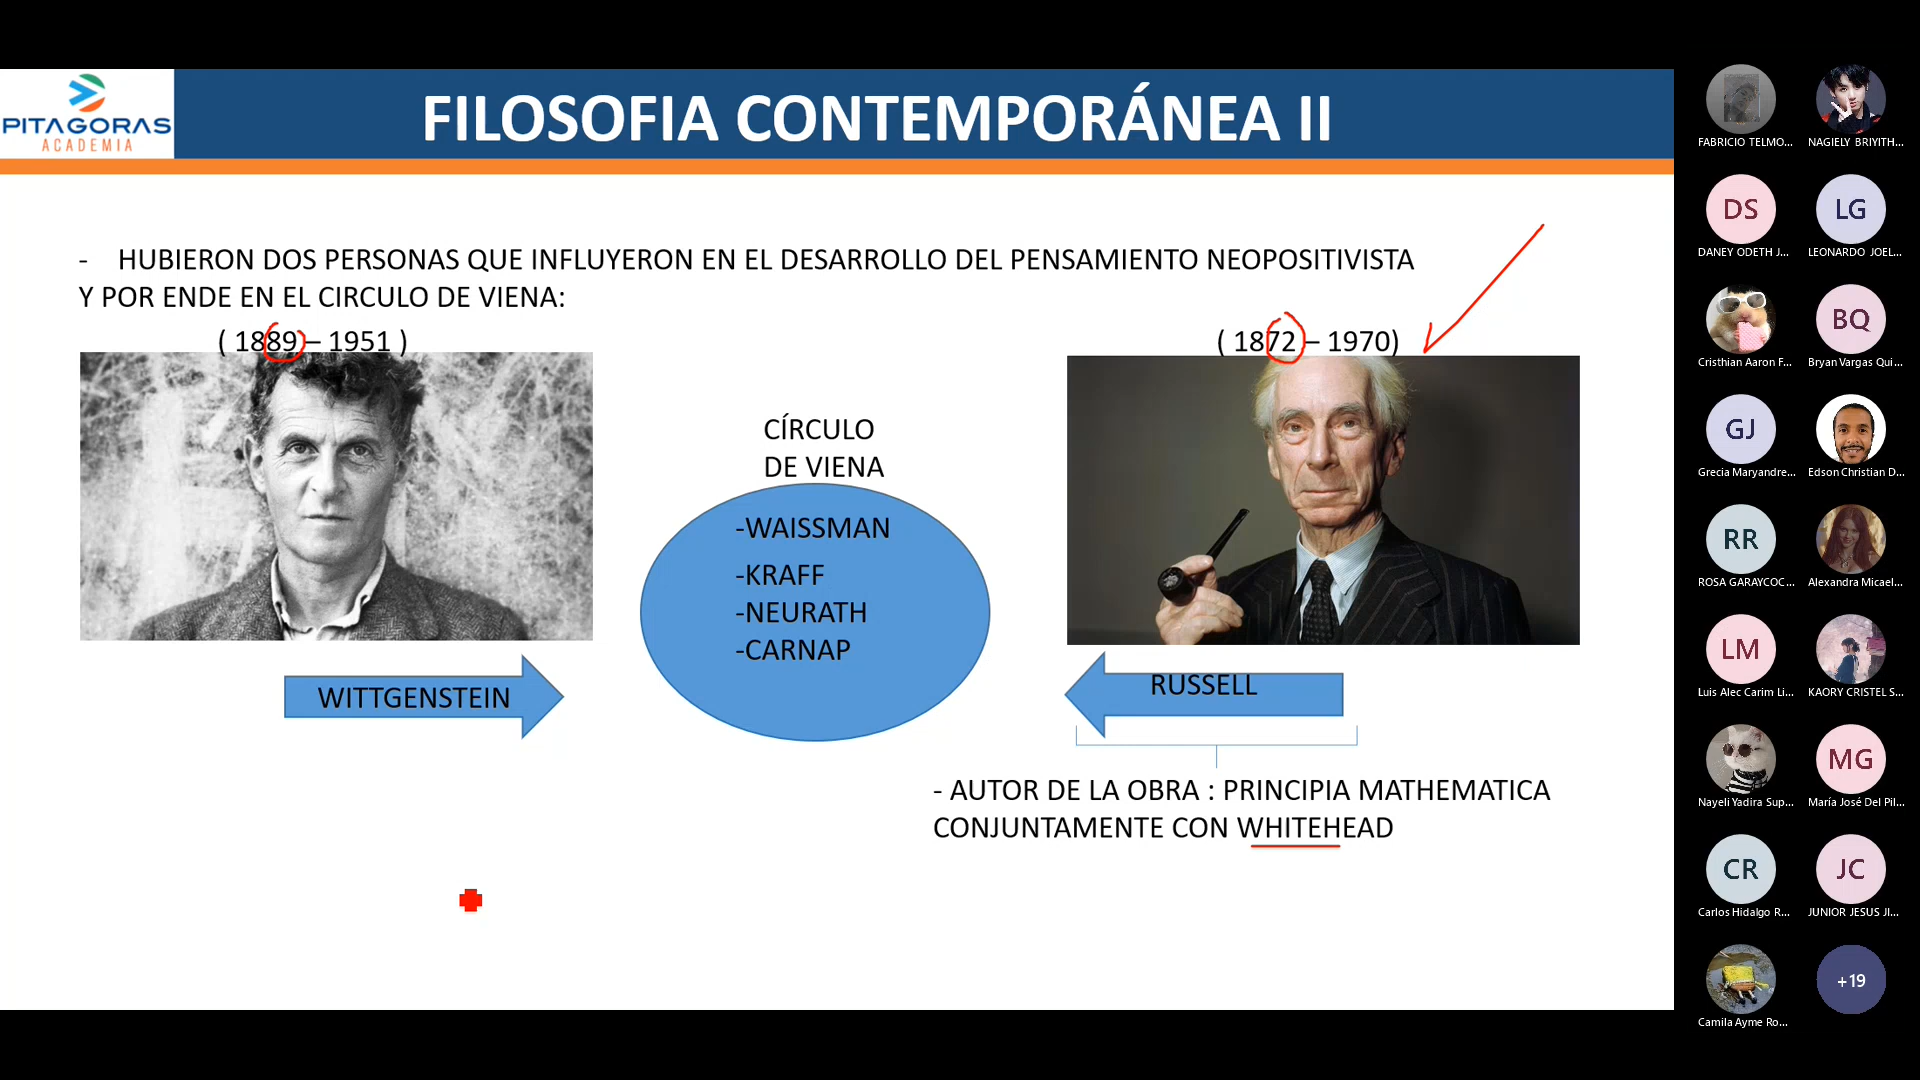 PITAGORAS
ACADEMIA
FILOSOFIA CONTEMPORÁNEA II
- HUBIERON DOS PERSONAS QUE INFLUYERON EN EL DESARROLLO DEL PENSAMIENTO NEOPOSITIVISTA
Y POR ENDE EN EL CIRCULO DE VIENA:
( 1889 – 1951 )
( 1872 – 1970)
CÍRCULO
DE VIENA
-WAISSMAN
-KRAFF
-NEURATH
-CARNAP
WITTGENSTEIN
RUSSELL
- AUTOR DE LA OBRA : PRINCIPIA MATHEMATICA
CONJUNTAMENTE CON WHITEHEAD
FABRICIO TELMO...
NAGIELY BRIYITH...
DS
LG
DANEY ODETH J...
LEONARDO JOEL...
BQ
Cristhian Aaron F...
Bryan Vargas Qui...
GJ
Grecia Maryandre...
Edson Christian D...
RR
ROSA GARAYCOC...
Alexandra Micael...
LM
Luis Alec Carim Li...
KAORY CRISTEL S...
MG
Nayeli Yadira Sup...
María José Del Pil...
CR
JC
Carlos Hidalgo R...
JUNIOR JESUS JI...
+19
Camila Ayme Ro...